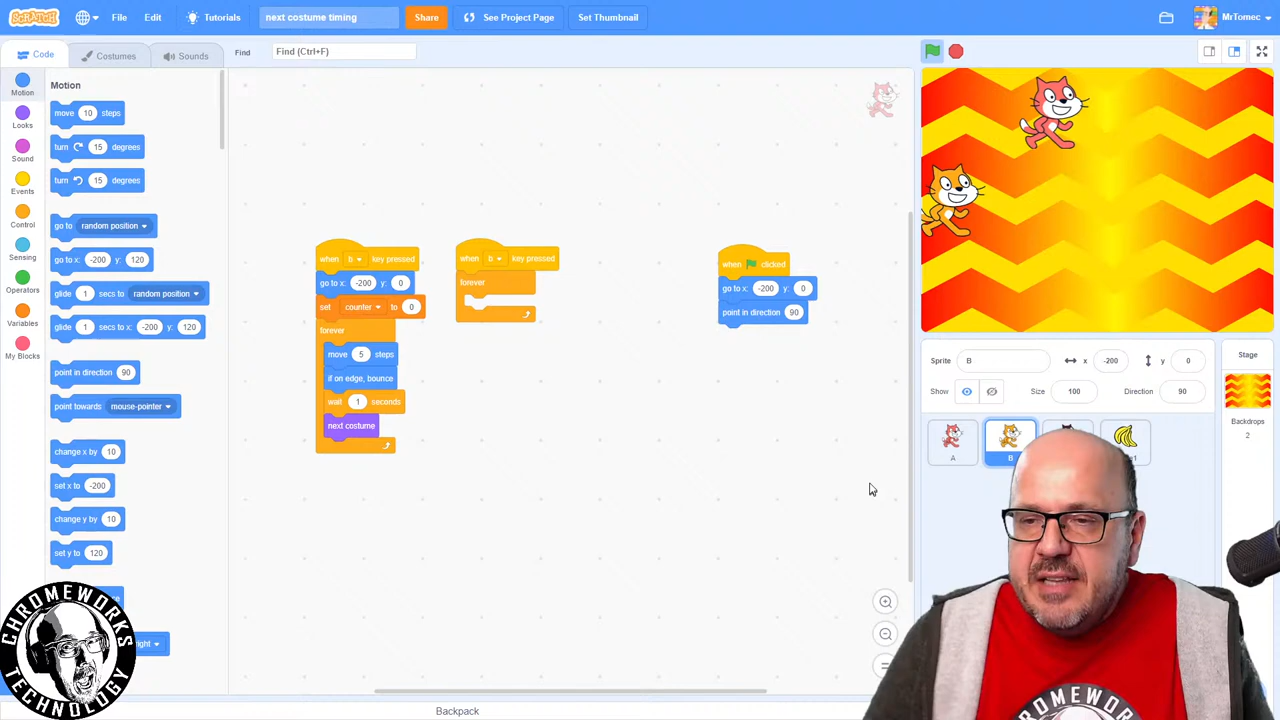 SCRATCH
File
Edit
Tutorials
next costume timing
Share
See Project Page
Set Thumbnail
MrTomec
Code
Costumes
Sounds
Find
Find (Ctrl+F)
Motion
Looks
Sound
Events
Control
Sensing
Operators
Variables
My Blocks
Motion
move 10 steps
turn 15 degrees
turn 15 degrees
go to random position
go to x: -200 y: 120
glide 1 secs to random position
glide 1 secs to x: -200 y: 120
point in direction 90
point towards mouse-pointer
change x by 10
set x to -200
change y by 10
set y to 120
when b key pressed
go to x: -200 y: 0
set counter to 0
forever
move 5 steps
if on edge, bounce
wait 1 seconds
next costume
when b key pressed
forever
when clicked
go to x: -200 y: 0
point in direction 90
Sprite B
x -200
y 0
Show
Size 100
Direction 90
A
B
Stage
Backdrops
2
Backpack
CHROMEWORKS
TECHNOLOGY